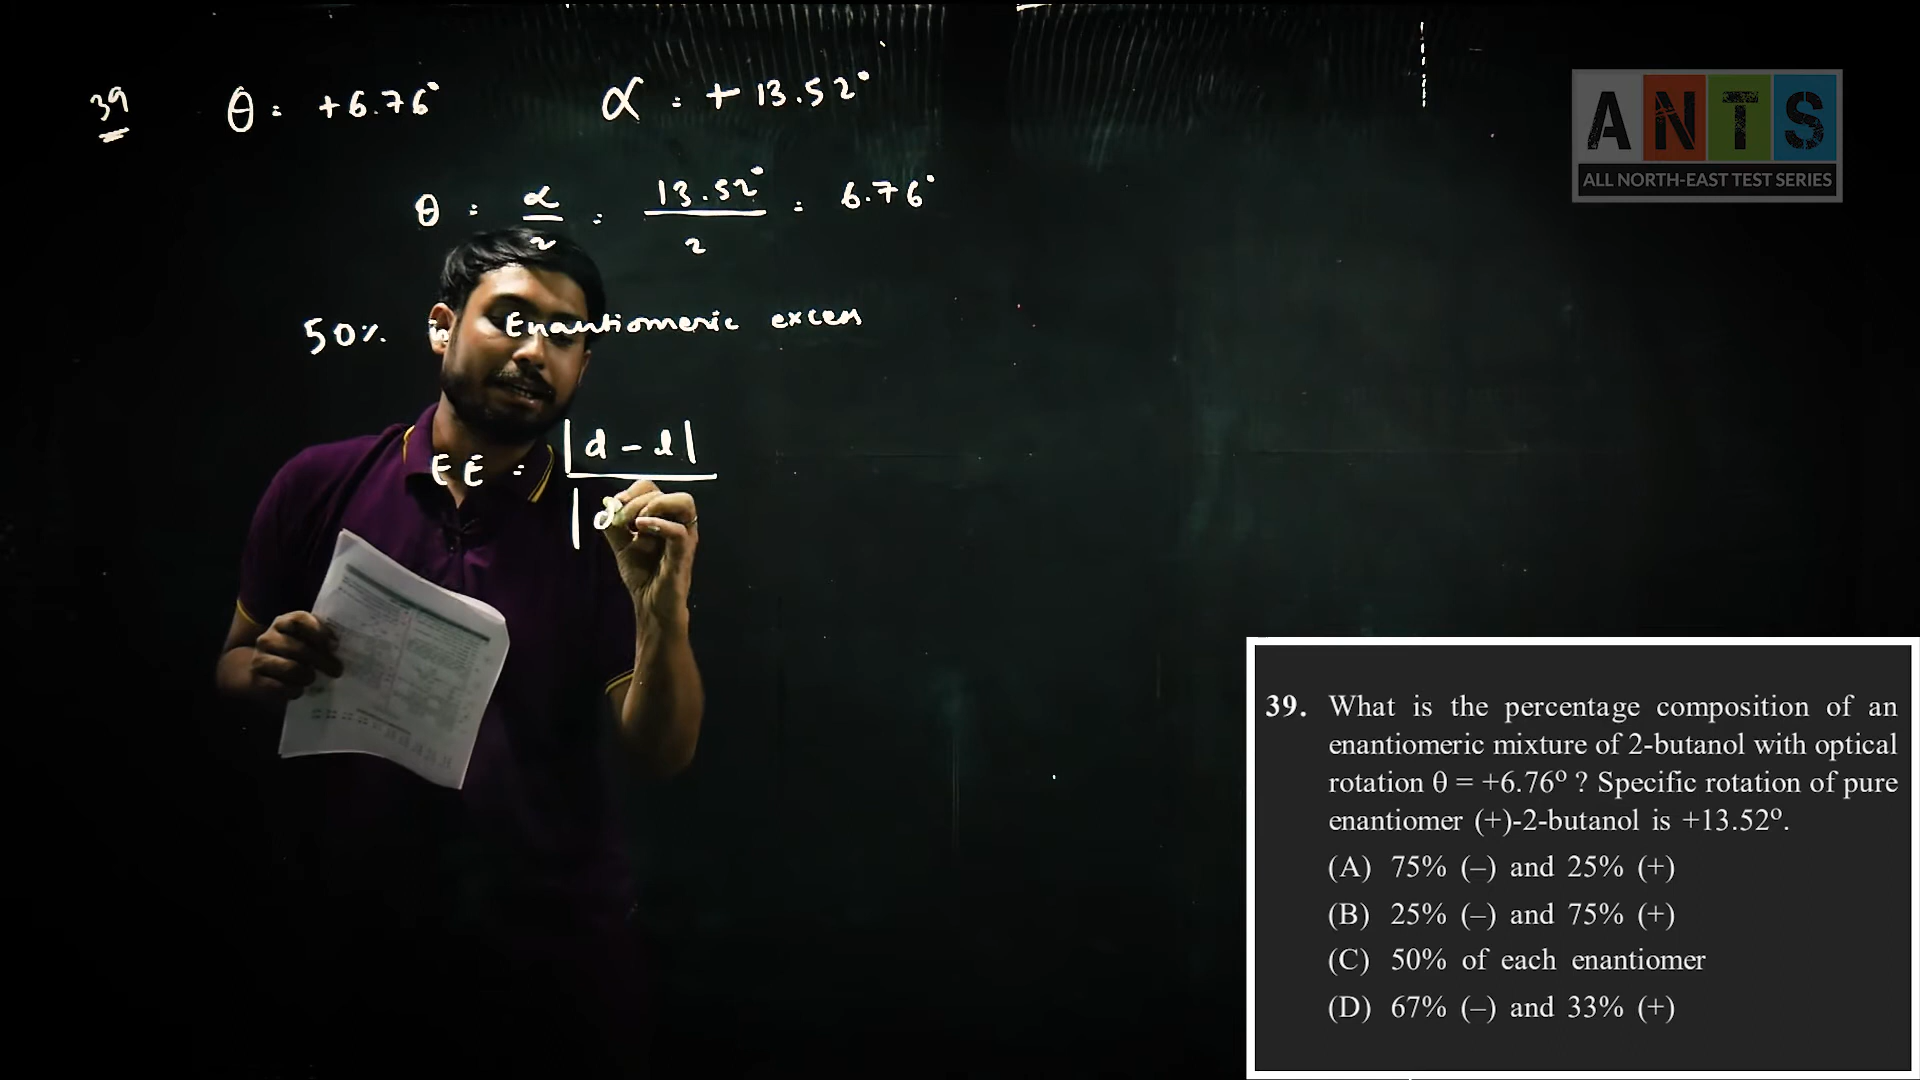 39 θ = +6.76° α = +13.52°
θ = α/2 = 13.52°/2 = 6.76°
50% Enantiomeric excess
EE = |d - l|
|d
ANTS
ALL NORTH-EAST TEST SERIES
39. What is the percentage composition of an
enantiomeric mixture of 2-butanol with optical
rotation θ = +6.76° ? Specific rotation of pure
enantiomer (+)-2-butanol is +13.52°.
(A) 75% (–) and 25% (+)
(B) 25% (–) and 75% (+)
(C) 50% of each enantiomer
(D) 67% (–) and 33% (+)